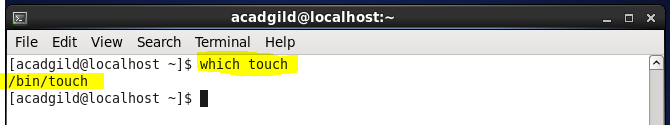 acadgild@localhost:~
File Edit View Search Terminal Help
[acadgild@localhost ~]$ which touch
/bin/touch
[acadgild@localhost ~]$